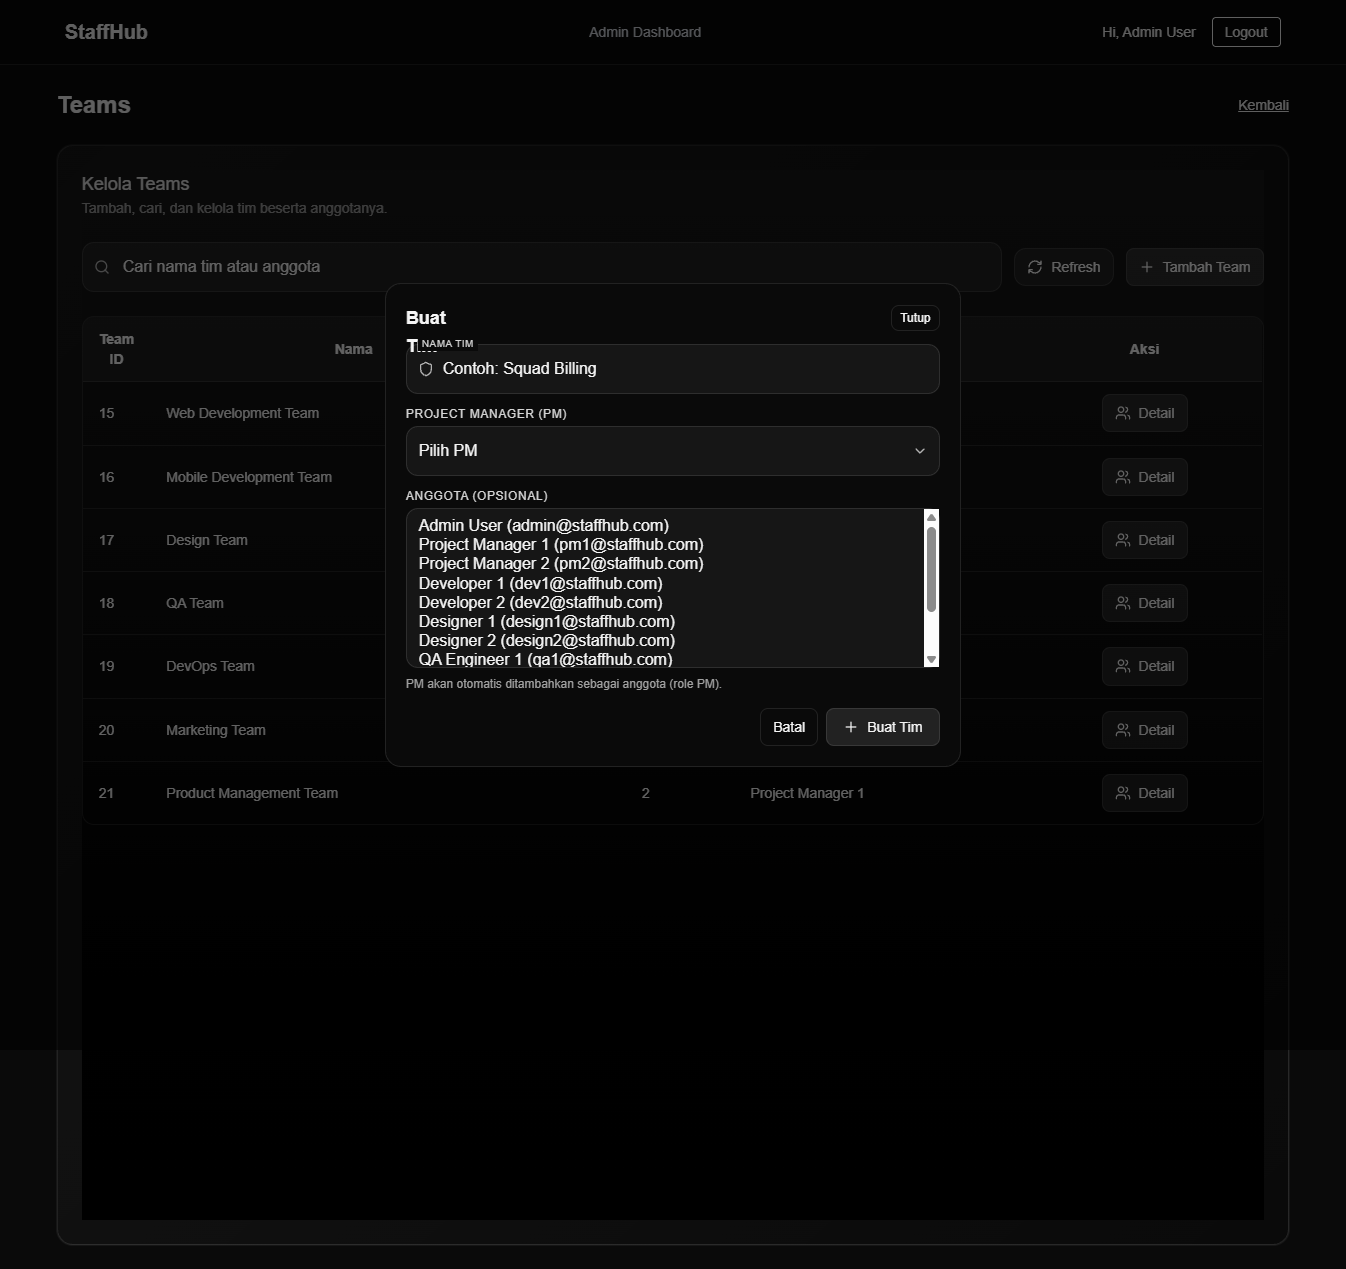 StaffHub
Admin Dashboard
Hi, Admin User
Logout
Teams
Kembali
Kelola Teams
Tambah, cari, dan kelola tim beserta anggotanya.
Cari nama tim atau anggota
Refresh
Tambah Team
Team ID
Nama
Aksi
15
Web Development Team
Detail
16
Mobile Development Team
Detail
17
Design Team
Detail
18
QA Team
Detail
19
DevOps Team
Detail
20
Marketing Team
Detail
21
Product Management Team
2
Project Manager 1
Detail
Buat
Tutup
NAMA TIM
Contoh: Squad Billing
PROJECT MANAGER (PM)
Pilih PM
ANGGOTA (OPSIONAL)
Admin User (admin@staffhub.com)
Project Manager 1 (pm1@staffhub.com)
Project Manager 2 (pm2@staffhub.com)
Developer 1 (dev1@staffhub.com)
Developer 2 (dev2@staffhub.com)
Designer 1 (design1@staffhub.com)
Designer 2 (design2@staffhub.com)
QA Engineer 1 (qa1@staffhub.com)
PM akan otomatis ditambahkan sebagai anggota (role PM).
Batal
Buat Tim